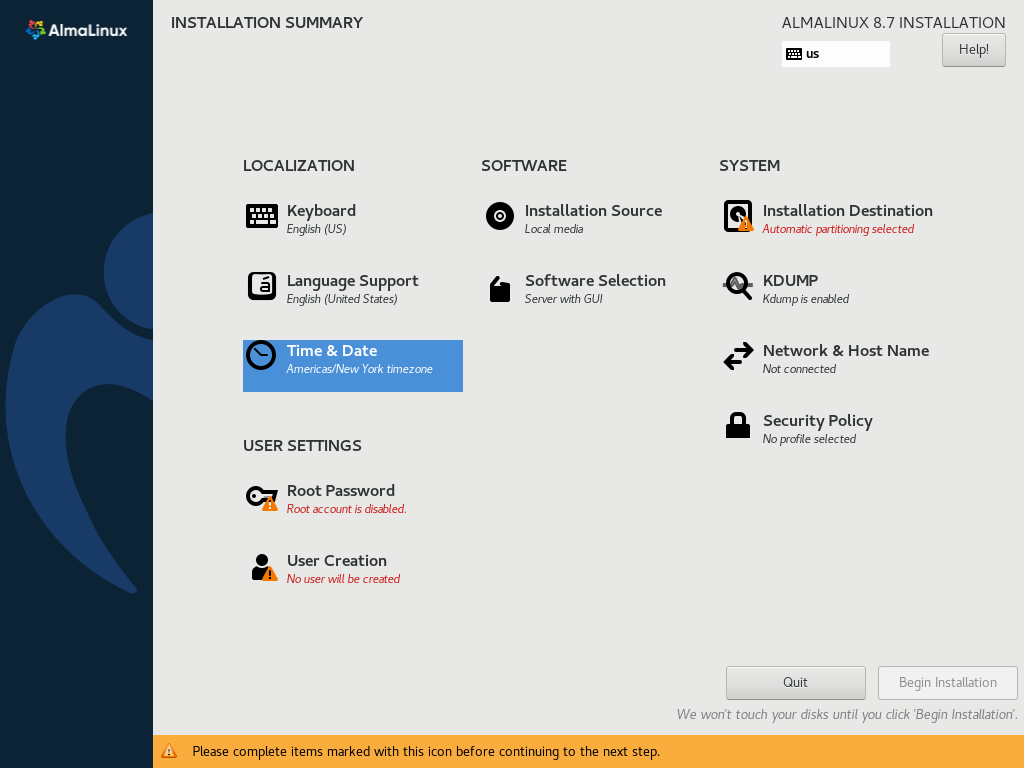 AlmaLinux
INSTALLATION SUMMARY
ALMALINUX 8.7 INSTALLATION
us
Help!
LOCALIZATION
Keyboard
English (US)
Language Support
English (United States)
Time & Date
Americas/New York timezone
USER SETTINGS
Root Password
Root account is disabled.
User Creation
No user will be created
SOFTWARE
Installation Source
Local media
Software Selection
Server with GUI
SYSTEM
Installation Destination
Automatic partitioning selected
KDUMP
Kdump is enabled
Network & Host Name
Not connected
Security Policy
No profile selected
Quit
Begin Installation
We won't touch your disks until you click 'Begin Installation'.
Please complete items marked with this icon before continuing to the next step.